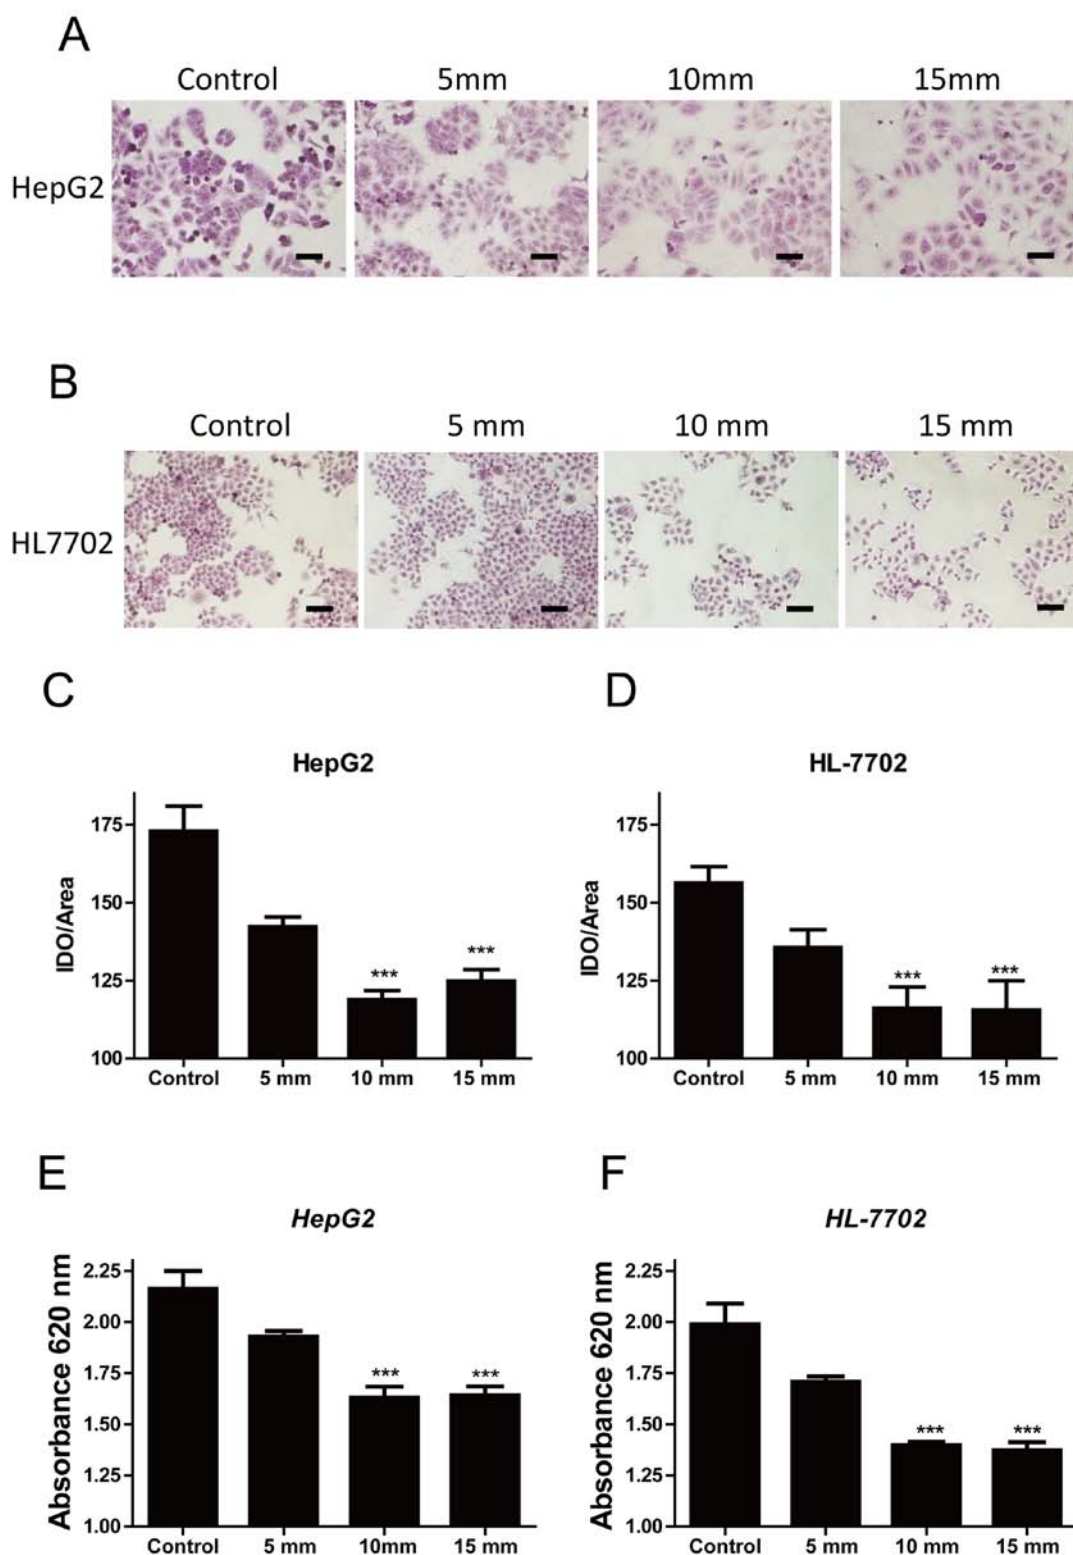 A
Control 5mm 10mm 15mm
HepG2
B
Control 5 mm 10 mm 15 mm
HL7702
C
HepG2
IDO/Area
175
150
125
100
*** ***
Control 5 mm 10 mm 15 mm
D
HL-7702
IDO/Area
175
150
125
100
*** ***
Control 5 mm 10 mm 15 mm
E
HepG2
Absorbance 620 nm
2.25
2.00
1.75
1.50
1.25
1.00
*** ***
Control 5 mm 10mm 15 mm
F
HL-7702
Absorbance 620 nm
2.25
2.00
1.75
1.50
1.25
1.00
*** ***
Control 5 mm 10 mm 15 mm